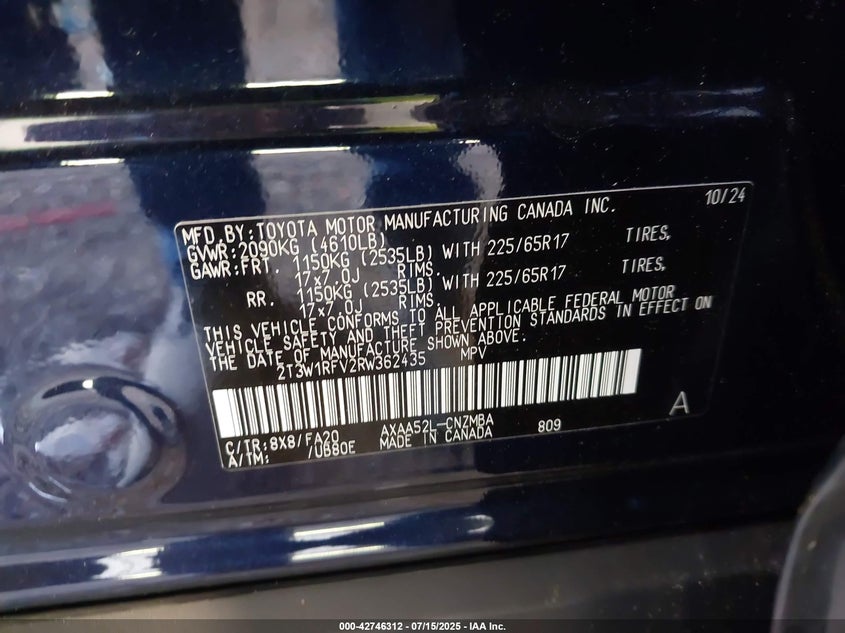 MFD. BY: TOYOTA MOTOR MANUFACTURING CANADA INC. 10/24
GVWR: 2090KG (4610LB)
GAWR: FRT. 1150KG (2535LB) WITH 225/65R17 TIRES,
17x7.0J RIMS.
RR. 1150KG (2535LB) WITH 225/65R17 TIRES,
17x7.0J RIMS.
THIS VEHICLE CONFORMS TO ALL APPLICABLE FEDERAL MOTOR
VEHICLE SAFETY AND THEFT PREVENTION STANDARDS IN EFFECT ON
THE DATE OF MANUFACTURE SHOWN ABOVE.
2T3W1RFV2RW362435 MPV
A
C/TR: 8X8/FA20 AXAA52L-CNZMBA 809
A/TM: /UB80E MADE IN CANADA
000-42746312 - 07/15/2025 - IAA Inc.